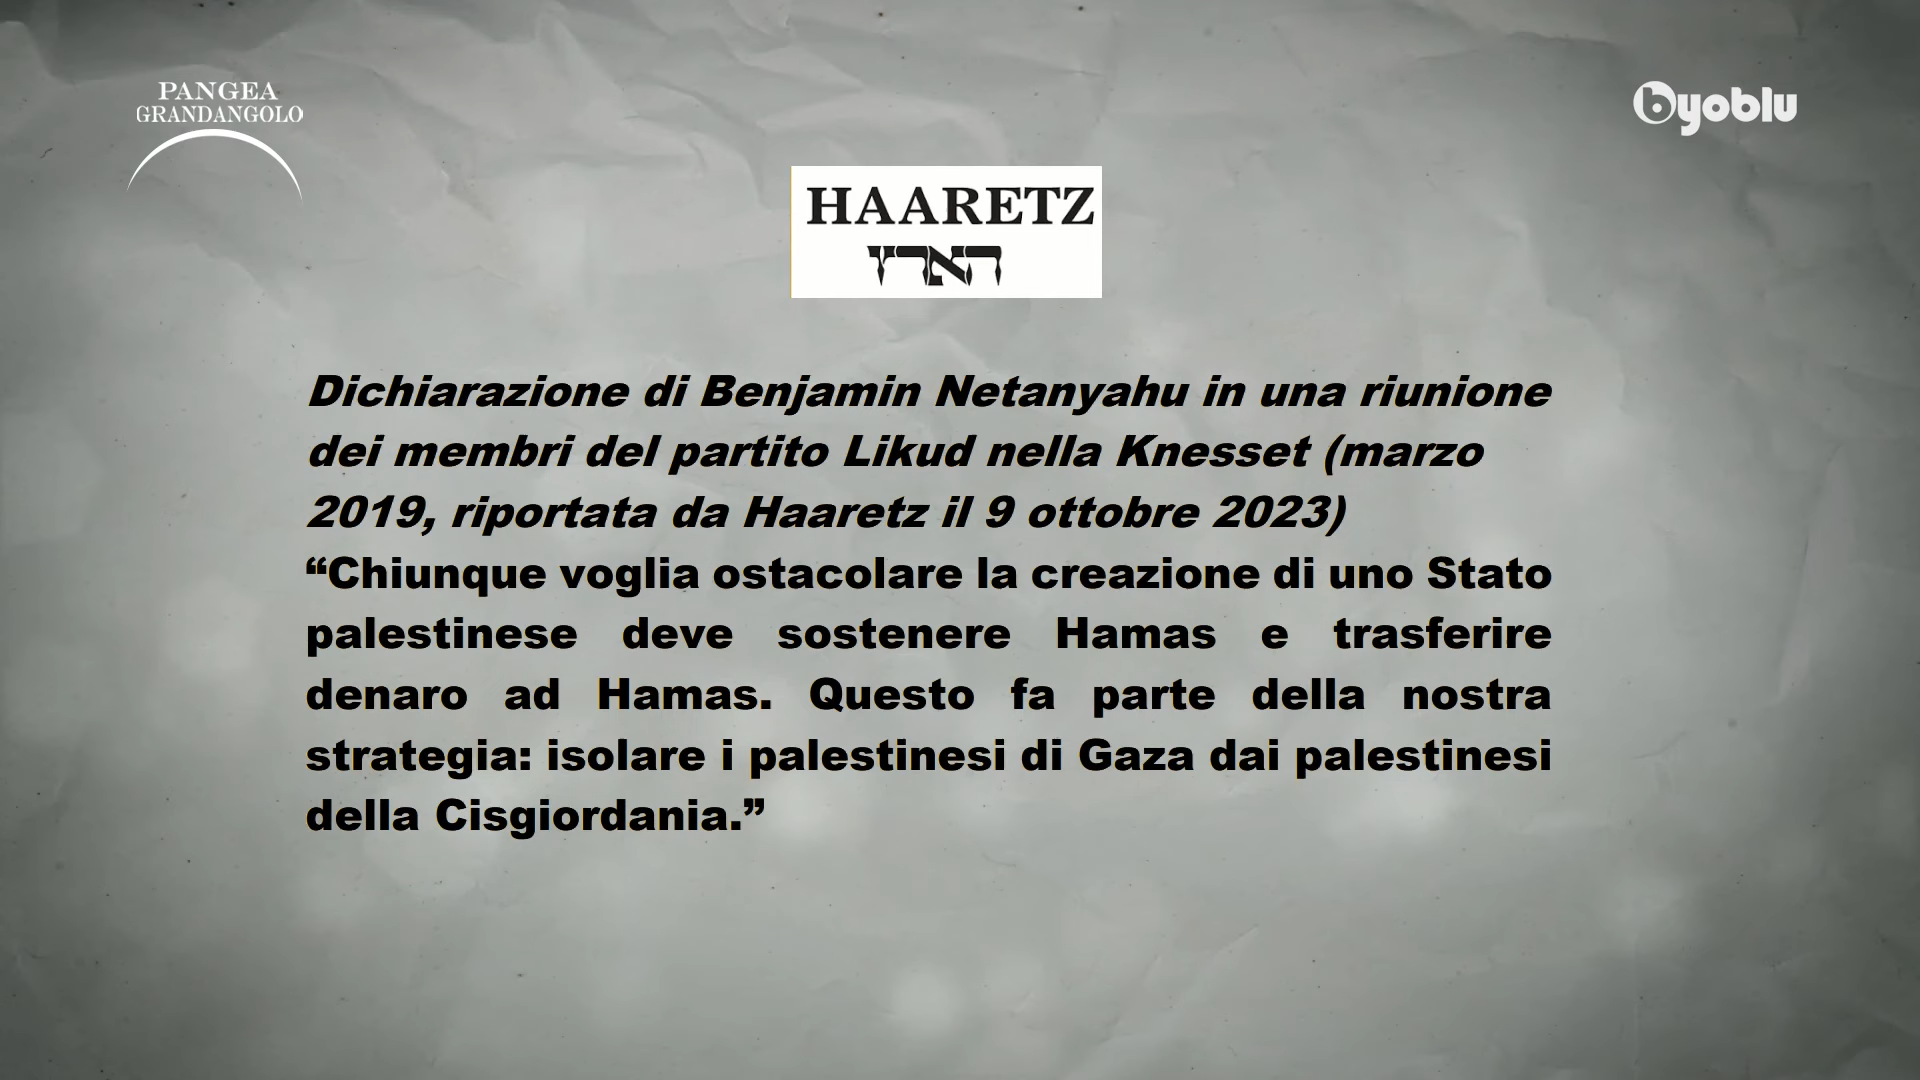 PANGEA
GRANDANGOLO
byoblu
HAARETZ
הארץ
Dichiarazione di Benjamin Netanyahu in una riunione
dei membri del partito Likud nella Knesset (marzo
2019, riportata da Haaretz il 9 ottobre 2023)
“Chiunque voglia ostacolare la creazione di uno Stato
palestinese deve sostenere Hamas e trasferire
denaro ad Hamas. Questo fa parte della nostra
strategia: isolare i palestinesi di Gaza dai palestinesi
della Cisgiordania.”